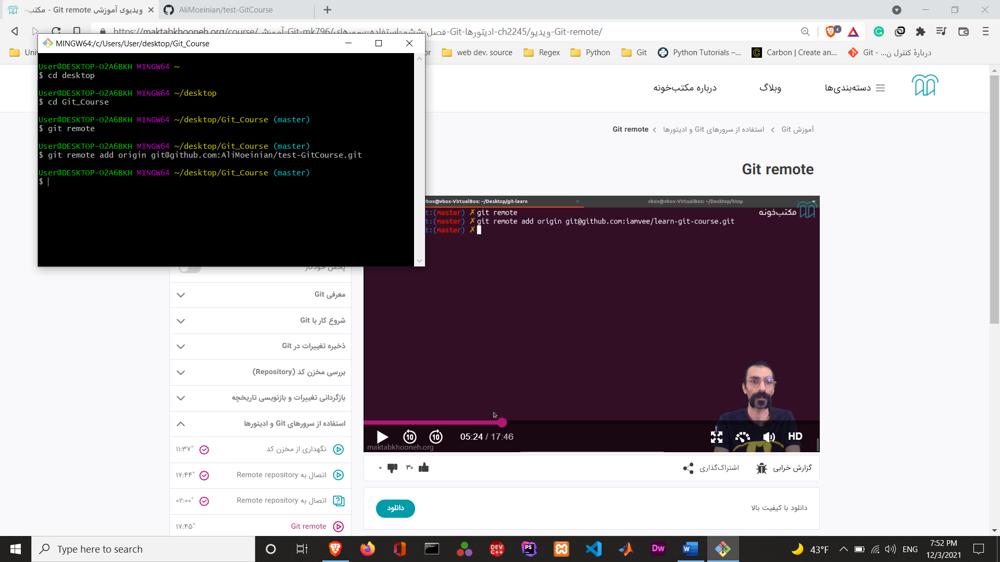 ویدیوی آموزشی Git remote - مکتب‌
AliMoeinian/test-GitCourse
https://maktabkhooneh.org/course/آموزش-Git-mk796/فصل-ششم-استفاده-سرورهای-Git-ادیتورها-ch2245/ویدیو-Git-remote/
4
web dev. source
Regex
Python
Git
Python Tutorials –...
Carbon | Create an...
Git - ...دربارهٔ کنترل ن
MINGW64:/c/Users/User/desktop/Git_Course
User@DESKTOP-O2A6BKH MINGW64 ~
$ cd desktop
User@DESKTOP-O2A6BKH MINGW64 ~/desktop
$ cd Git_Course
User@DESKTOP-O2A6BKH MINGW64 ~/desktop/Git_Course (master)
$ git remote
User@DESKTOP-O2A6BKH MINGW64 ~/desktop/Git_Course (master)
$ git remote add origin git@github.com:AliMoeinian/test-GitCourse.git
User@DESKTOP-O2A6BKH MINGW64 ~/desktop/Git_Course (master)
$
دسته‌بندی‌ها
وبلاگ
درباره مکتب‌خونه
آموزش Git
استفاده از سرورهای Git و ادیتورها
Git remote
Git remote
vbox@vbox-VirtualBox: ~/Desktop/git-learn
vbox@vbox-VirtualBox: ~/Desktop/htop
t:(master) ✗ git remote
t:(master) ✗ git remote add origin git@github.com:iamvee/learn-git-course.git
t:(master) ✗
مکتب‌خونه
10
10
05:24 / 17:46
HD
maktabkhooneh.org
گزارش خرابی
اشتراک‌گذاری
۳۰
۰
دانلود با کیفیت بالا
دانلود
پخش خودکار
معرفی Git
شروع کار با Git
ذخیره تغییرات در Git
بررسی مخزن کد (Repository)
بازگردانی تغییرات و بازنویسی تاریخچه
استفاده از سرورهای Git و ادیتورها
نگهداری از مخزن کد
۱۱:۳۷"
اتصال به Remote repository
۱۷:۴۴"
اتصال به Remote repository
۰۲:۰۰"
Git remote
۱۷:۴۵"
Type here to search
DEV C++
PS
Dw
W
43°F
ENG
7:52 PM
12/3/2021